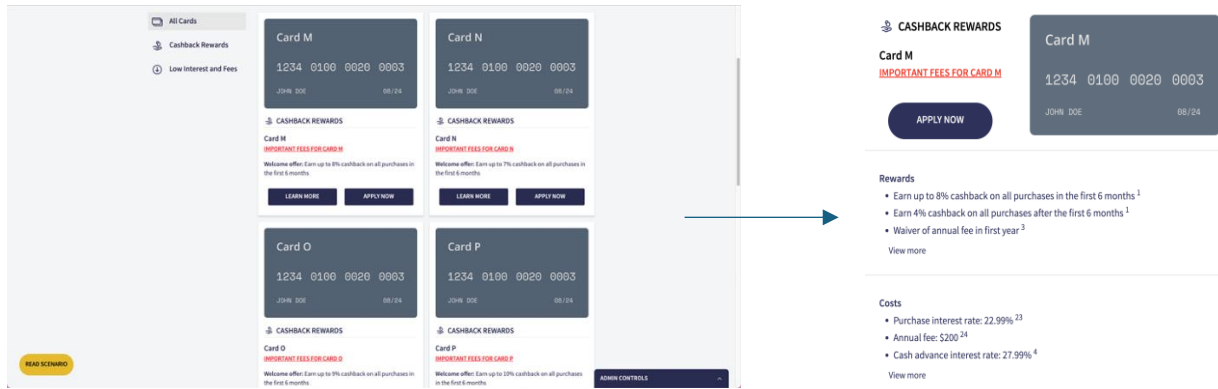 All Cards
Cashback Rewards
Low Interest and Fees
Card M
1234 0100 0020 0003
JOHN DOE 08/24
CASHBACK REWARDS
Card M
IMPORTANT FEES FOR CARD M
Welcome offer: Earn up to 8% cashback on all purchases in
the first 6 months
LEARN MORE APPLY NOW
Card N
1234 0100 0020 0003
JOHN DOE 08/24
CASHBACK REWARDS
Card N
IMPORTANT FEES FOR CARD N
Welcome offer: Earn up to 7% cashback on all purchases in
the first 6 months
LEARN MORE APPLY NOW
Card O
1234 0100 0020 0003
JOHN DOE 08/24
CASHBACK REWARDS
Card O
IMPORTANT FEES FOR CARD O
Welcome offer: Earn up to 9% cashback on all purchases in
the first 6 months
Card P
1234 0100 0020 0003
JOHN DOE 08/24
CASHBACK REWARDS
Card P
IMPORTANT FEES FOR CARD P
Welcome offer: Earn up to 10% cashback on all purchases
in the first 6 months
READ SCENARIO
ADMIN CONTROLS
CASHBACK REWARDS
Card M
IMPORTANT FEES FOR CARD M
APPLY NOW
Card M
1234 0100 0020 0003
JOHN DOE 08/24
Rewards
• Earn up to 8% cashback on all purchases in the first 6 months 1
• Earn 4% cashback on all purchases after the first 6 months 1
• Waiver of annual fee in first year 3
View more
Costs
• Purchase interest rate: 22.99% 23
• Annual fee: $200 24
• Cash advance interest rate: 27.99% 4
View more